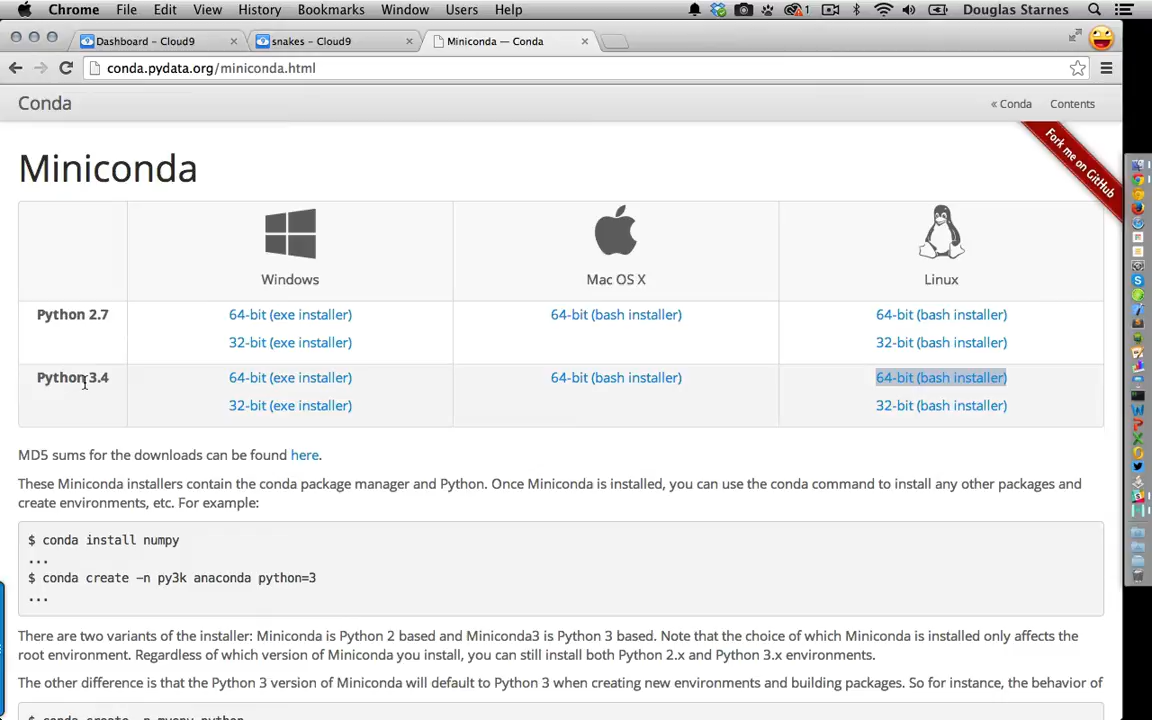 Chrome File Edit View History Bookmarks Window Users Help 1 Douglas Starnes
Dashboard - Cloud9 × snakes - Cloud9 × Miniconda — Conda ×
conda.pydata.org/miniconda.html
Conda « Conda Contents
Fork me on GitHub
Miniconda
Windows Mac OS X Linux
Python 2.7 64-bit (exe installer) 64-bit (bash installer) 64-bit (bash installer)
32-bit (exe installer) 32-bit (bash installer)
Python 3.4 64-bit (exe installer) 64-bit (bash installer) 64-bit (bash installer)
32-bit (exe installer) 32-bit (bash installer)
MD5 sums for the downloads can be found here.
These Miniconda installers contain the conda package manager and Python. Once Miniconda is installed, you can use the conda command to install any other packages and
create environments, etc. For example:
$ conda install numpy
...
$ conda create -n py3k anaconda python=3
...
There are two variants of the installer: Miniconda is Python 2 based and Miniconda3 is Python 3 based. Note that the choice of which Miniconda is installed only affects the
root environment. Regardless of which version of Miniconda you install, you can still install both Python 2.x and Python 3.x environments.
The other difference is that the Python 3 version of Miniconda will default to Python 3 when creating new environments and building packages. So for instance, the behavior of
$ conda create -n myenv python